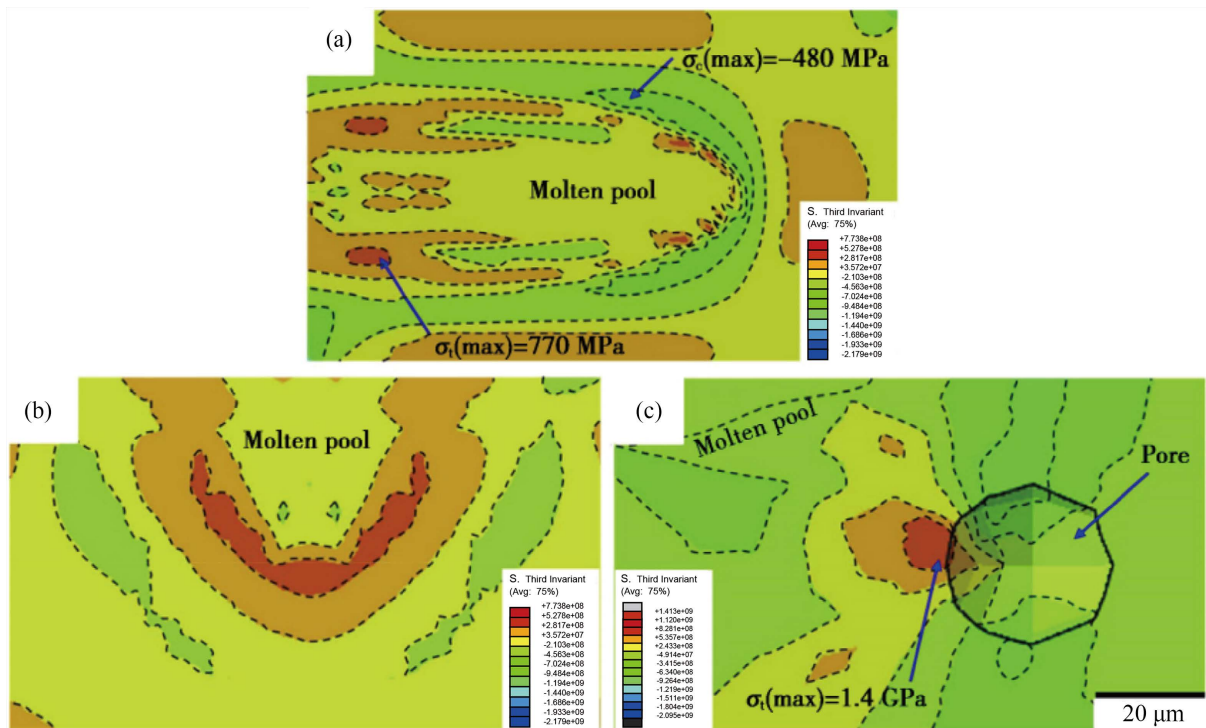 (a)
σc(max)=−480 MPa
Molten pool
σt(max)=770 MPa
S. Third Invariant
(Avg: 75%)
+7.738e+08
+5.278e+08
+2.817e+08
+3.572e+07
-2.103e+08
-4.563e+08
-7.024e+08
-9.484e+08
-1.194e+09
-1.440e+09
-1.686e+09
-1.933e+09
-2.179e+09
(b)
Molten pool
S. Third Invariant
(Avg: 75%)
+7.738e+08
+5.278e+08
+2.817e+08
+3.572e+07
-2.103e+08
-4.563e+08
-7.024e+08
-9.484e+08
-1.194e+09
-1.440e+09
-1.686e+09
-1.933e+09
-2.179e+09
(c)
Molten pool
Pore
S. Third Invariant
(Avg: 75%)
+1.413e+09
+1.120e+09
+8.281e+08
+5.357e+08
+2.433e+08
-4.914e+07
-3.415e+08
-6.340e+08
-9.264e+08
-1.219e+09
-1.511e+09
-1.804e+09
-2.095e+09
σt(max)=1.4 GPa
20 μm